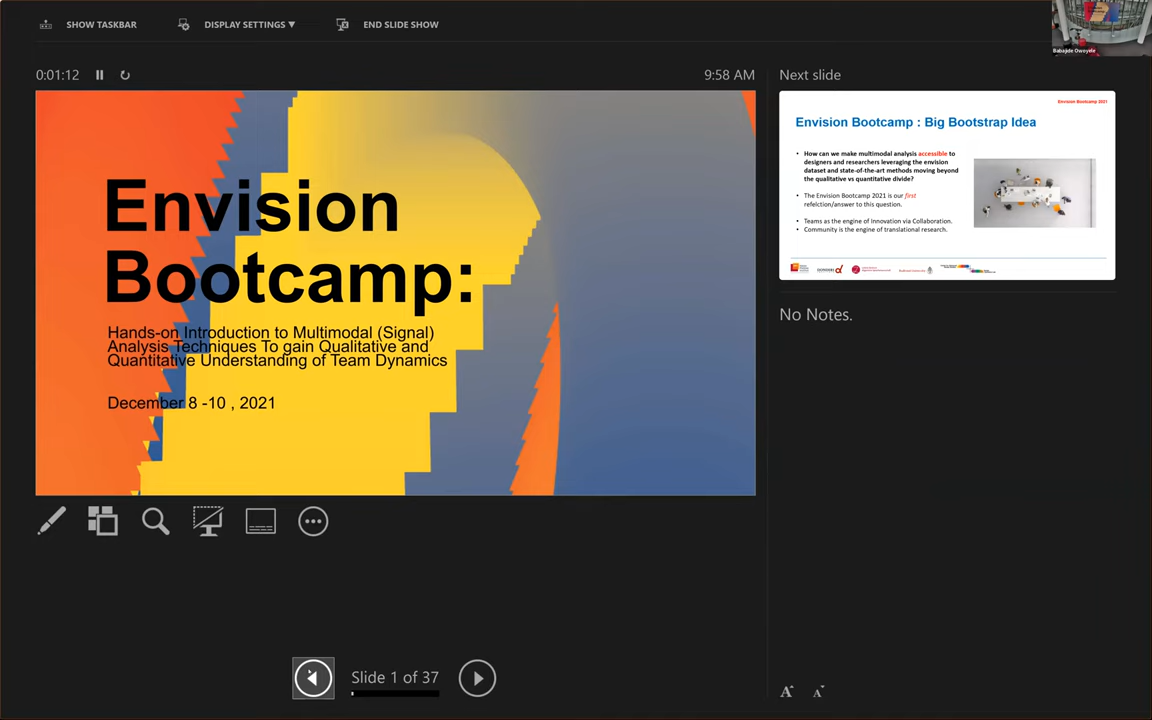 SHOW TASKBAR
DISPLAY SETTINGS ▼
END SLIDE SHOW
Babajide Owoyele
0:01:12
9:58 AM
Next slide
Envision
Bootcamp:
Hands-on Introduction to Multimodal (Signal)
Analysis Techniques To gain Qualitative and
Quantitative Understanding of Team Dynamics
December 8 -10 , 2021
Envision Bootcamp 2021
Envision Bootcamp : Big Bootstrap Idea
• How can we make multimodal analysis accessible to
designers and researchers leveraging the envision
dataset and state-of-the-art methods moving beyond
the qualitative vs quantitative divide?
• The Envision Bootcamp 2021 is our first
refelction/answer to this question.
• Teams as the engine of Innovation via Collaboration.
• Community is the engine of translational research.
No Notes.
Slide 1 of 37
A
A